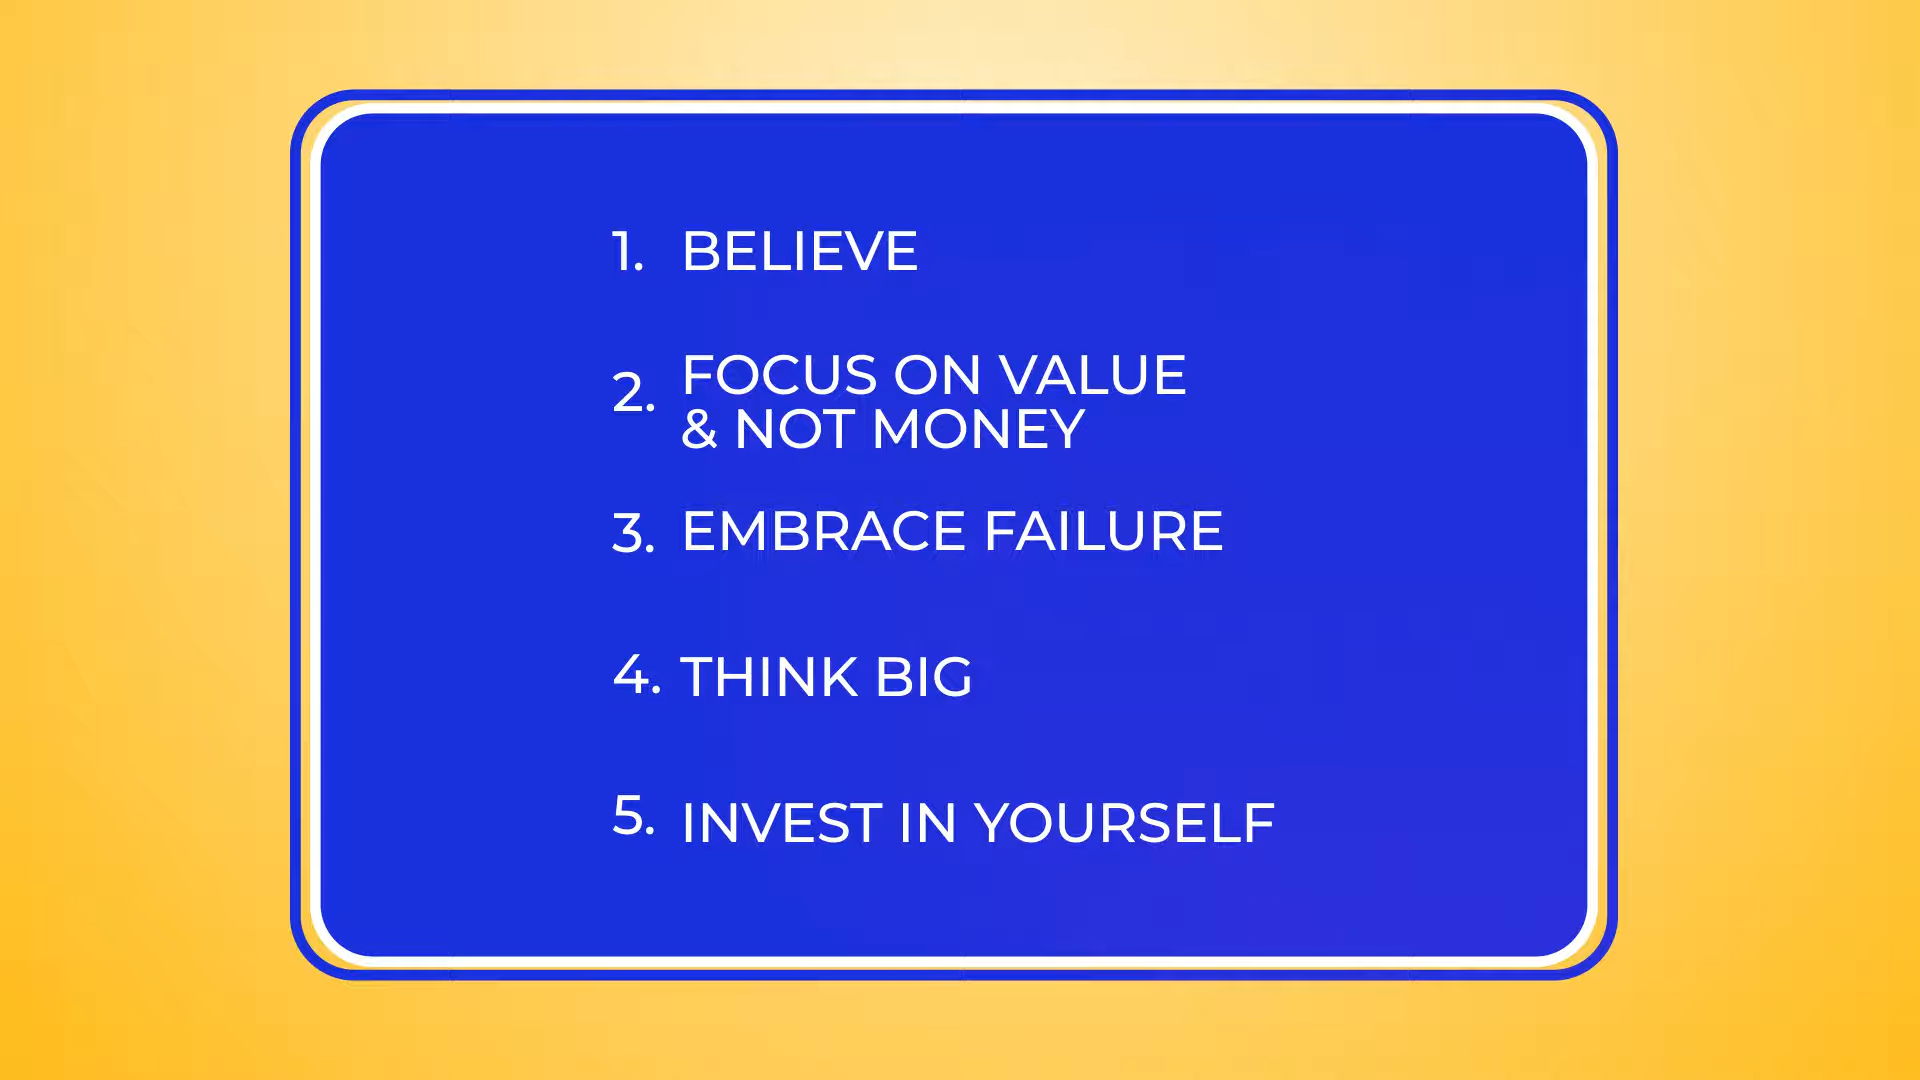 1. BELIEVE
2. FOCUS ON VALUE
& NOT MONEY
3. EMBRACE FAILURE
4. THINK BIG
5. INVEST IN YOURSELF